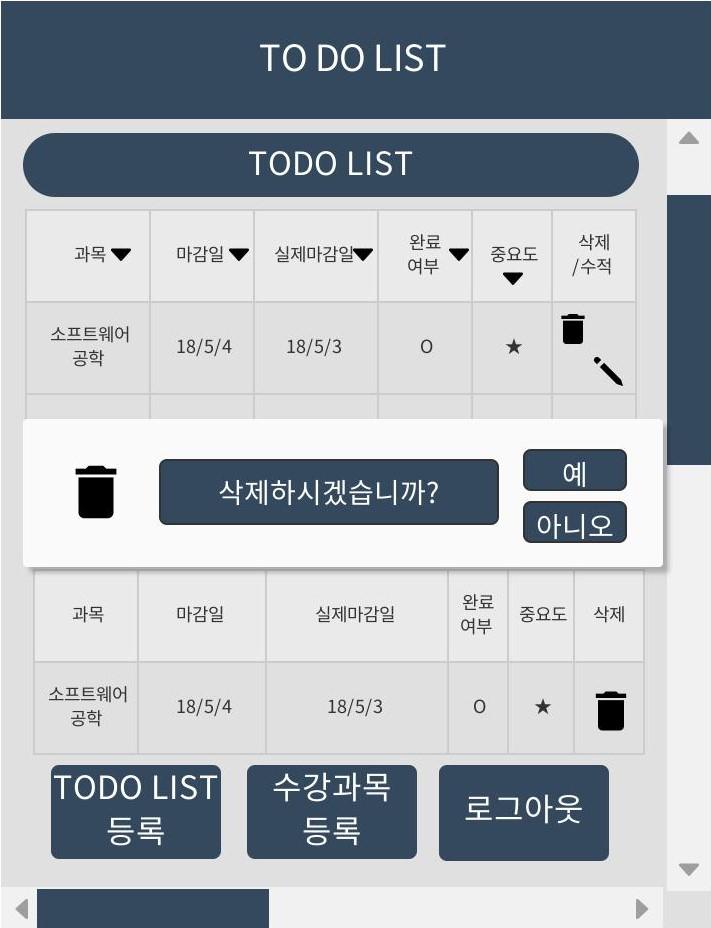 TO DO LIST
TODO LIST
과목 마감일 실제마감일 완료 여부 중요도 삭제 /수적
소프트웨어 공학 18/5/4 18/5/3 O ★
삭제하시겠습니까?
예
아니오
과목 마감일 실제마감일 완료 여부 중요도 삭제
소프트웨어 공학 18/5/4 18/5/3 O ★
TODO LIST
등록
수강과목
등록
로그아웃